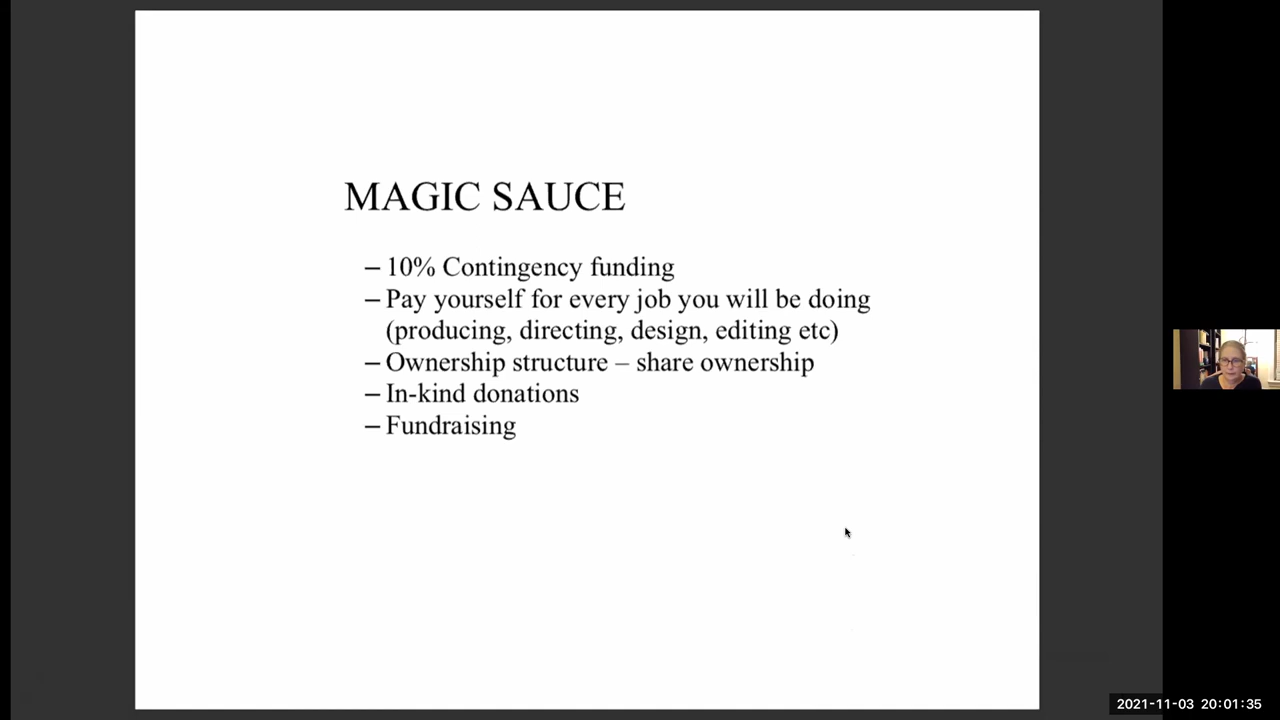 MAGIC SAUCE
– 10% Contingency funding
– Pay yourself for every job you will be doing
(producing, directing, design, editing etc)
– Ownership structure – share ownership
– In-kind donations
– Fundraising
2021-11-03 20:01:35